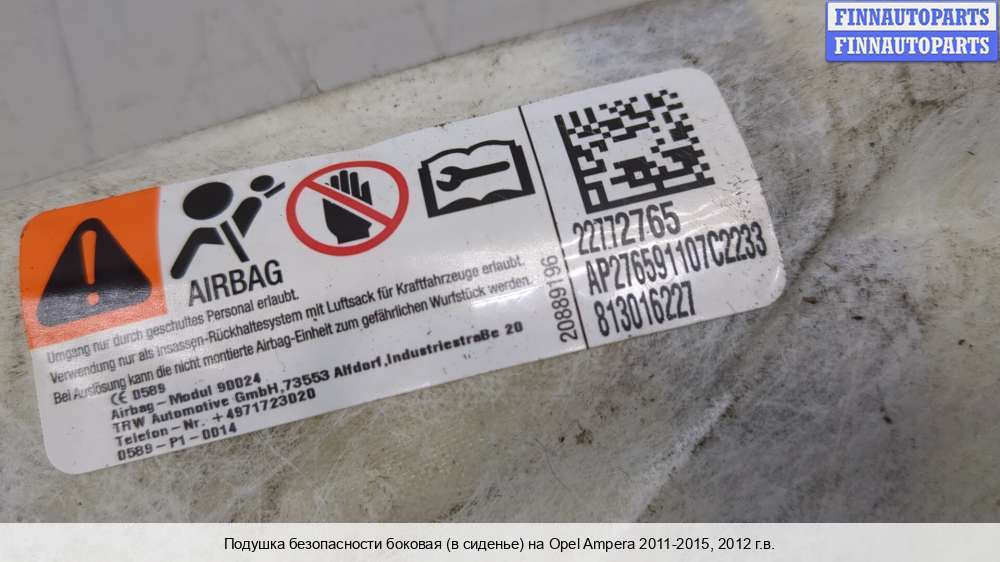 FINNAUTOPARTS
FINNAUTOPARTS
AIRBAG
Umgang nur durch geschultes Personal erlaubt.
Verwendung nur als Insassen-Rückhaltesystem mit Luftsack für Kraftfahrzeuge erlaubt.
Bei Auslösung kann die nicht montierte Airbag-Einheit zum gefährlichen Wurfstück werden.
CE 0589
Airbag-Modul 90024
TRW Automotive GmbH,73553 Alfdorf,Industriestraße 20
Telefon-Nr. +4971723020
0589-P1-0014
20889196
22772765
AP276591107C2233
813016227
Подушка безопасности боковая (в сиденье) на Opel Ampera 2011-2015, 2012 г.в.